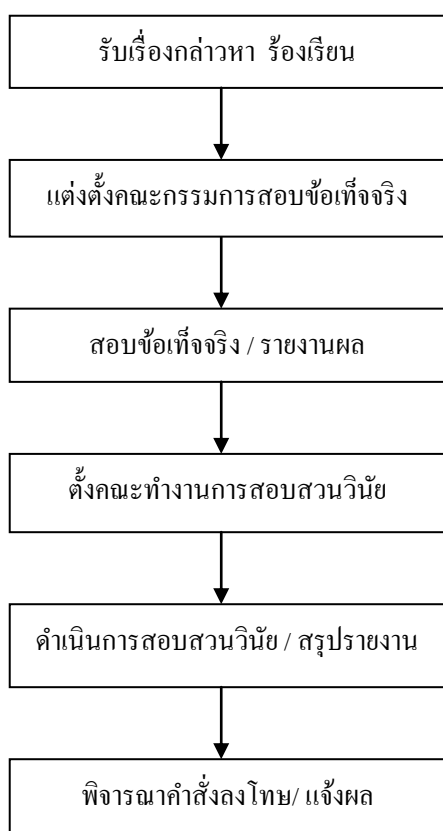 รับเรื่องกล่าวหา ร้องเรียน
แต่งตั้งคณะกรรมการสอบข้อเท็จจริง
สอบข้อเท็จจริง / รายงานผล
ตั้งคณะทำงานการสอบสวนวินัย
ดำเนินการสอบสวนวินัย / สรุปรายงาน
พิจารณาคำสั่งลงโทษ/ แจ้งผล